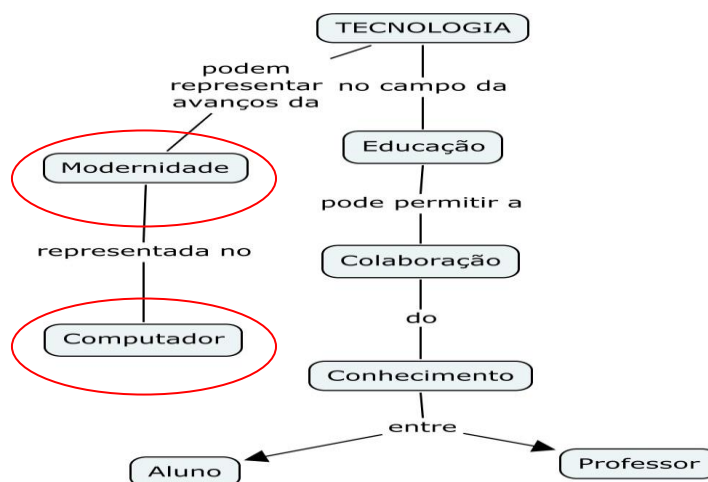 TECNOLOGIA
podem
representar
avanços da
no campo da
Modernidade
Educação
representada no
pode permitir a
Computador
Colaboração
do
Conhecimento
entre
Aluno
Professor